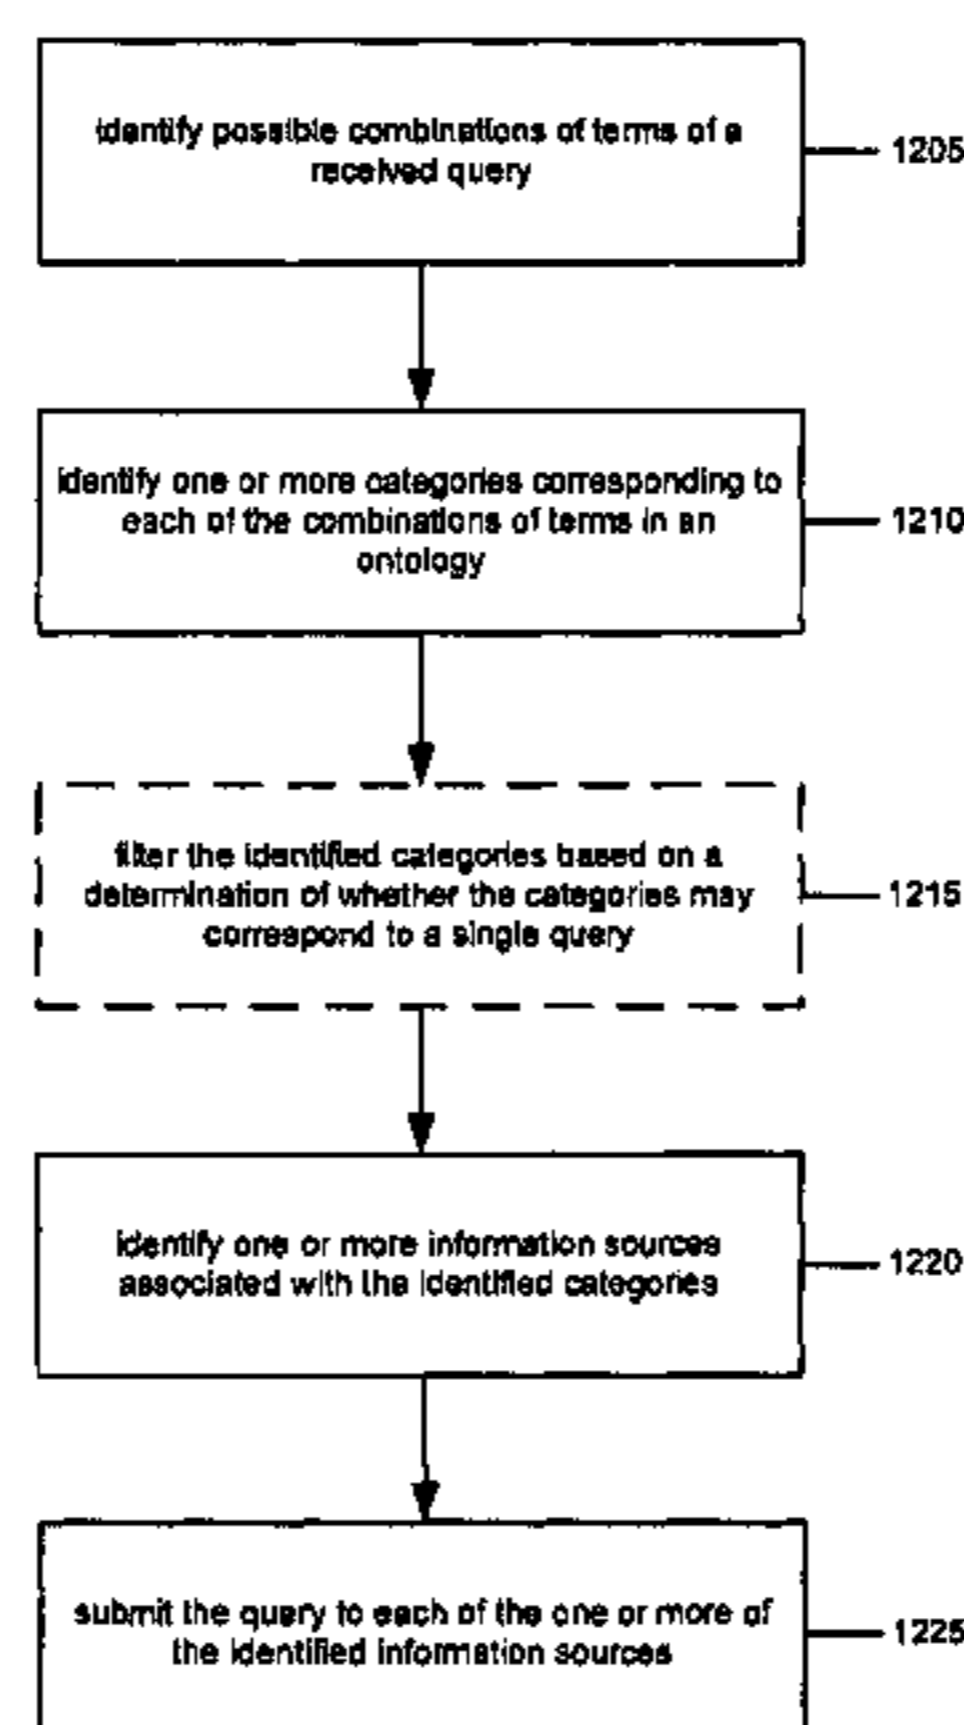 identify possible combinations of terms of a
received query
1205
identify one or more categories corresponding to
each of the combinations of terms in an
ontology
1210
filter the identified categories based on a
determination of whether the categories may
correspond to a single query
1215
identify one or more information sources
associated with the identified categories
1220
submit the query to each of the one or more of
the identified information sources
1225